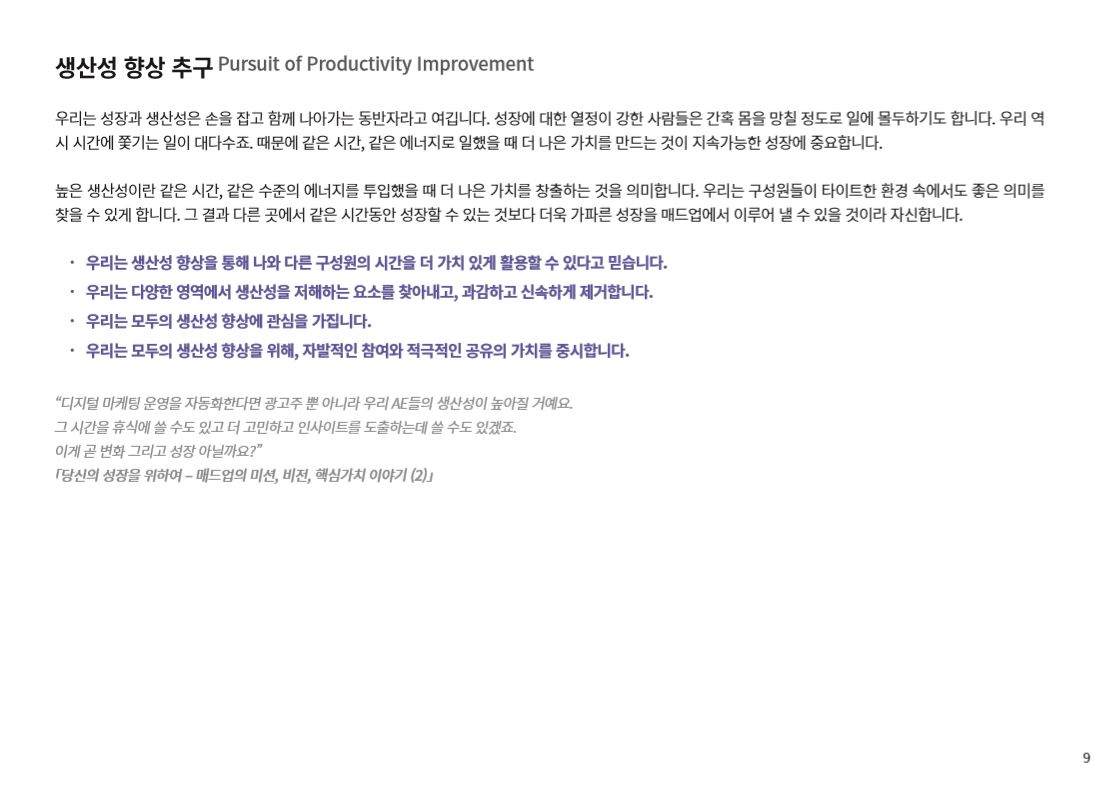 생산성 향상 추구 Pursuit of Productivity Improvement
우리는 성장과 생산성은 손을 잡고 함께 나아가는 동반자라고 여깁니다. 성장에 대한 열정이 강한 사람들은 간혹 몸을 망칠 정도로 일에 몰두하기도 합니다. 우리 역
시 시간에 쫓기는 일이 대다수죠. 때문에 같은 시간, 같은 에너지로 일했을 때 더 나은 가치를 만드는 것이 지속가능한 성장에 중요합니다.
높은 생산성이란 같은 시간, 같은 수준의 에너지를 투입했을 때 더 나은 가치를 창출하는 것을 의미합니다. 우리는 구성원들이 타이트한 환경 속에서도 좋은 의미를
찾을 수 있게 합니다. 그 결과 다른 곳에서 같은 시간동안 성장할 수 있는 것보다 더욱 가파른 성장을 매드업에서 이루어 낼 수 있을 것이라 자신합니다.
• 우리는 생산성 향상을 통해 나와 다른 구성원의 시간을 더 가치 있게 활용할 수 있다고 믿습니다.
• 우리는 다양한 영역에서 생산성을 저해하는 요소를 찾아내고, 과감하고 신속하게 제거합니다.
• 우리는 모두의 생산성 향상에 관심을 가집니다.
• 우리는 모두의 생산성 향상을 위해, 자발적인 참여와 적극적인 공유의 가치를 중시합니다.
“디지털 마케팅 운영을 자동화한다면 광고주 뿐 아니라 우리 AE들의 생산성이 높아질 거예요.
그 시간을 휴식에 쓸 수도 있고 더 고민하고 인사이트를 도출하는데 쓸 수도 있겠죠.
이게 곧 변화 그리고 성장 아닐까요?”
「당신의 성장을 위하여 – 매드업의 미션, 비전, 핵심가치 이야기 (2)」
9